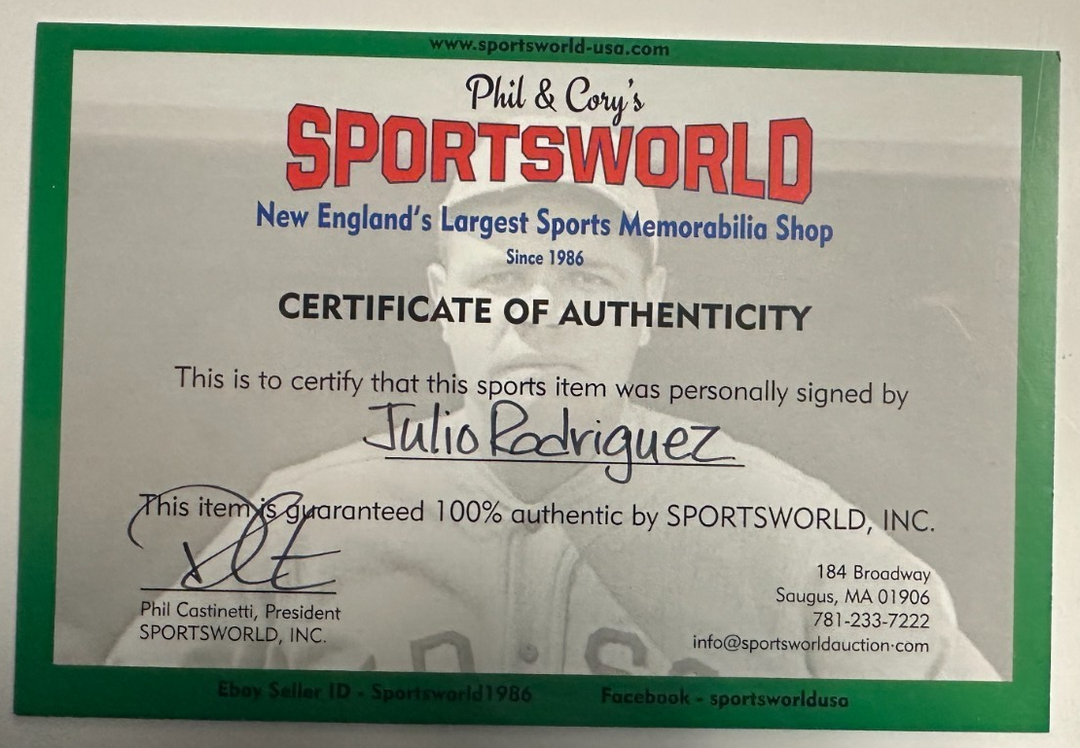 www.sportsworld-usa.com
Phil & Cory's
SPORTSWORLD
New England's Largest Sports Memorabilia Shop
Since 1986
CERTIFICATE OF AUTHENTICITY
This is to certify that this sports item was personally signed by
Julio Rodriguez
This item is guaranteed 100% authentic by SPORTSWORLD, INC.
Phil Castinetti, President
SPORTSWORLD, INC.
184 Broadway
Saugus, MA 01906
781-233-7222
info@sportsworldauction·com
Ebay Seller ID - Sportsworld1986
Facebook - sportsworldusa